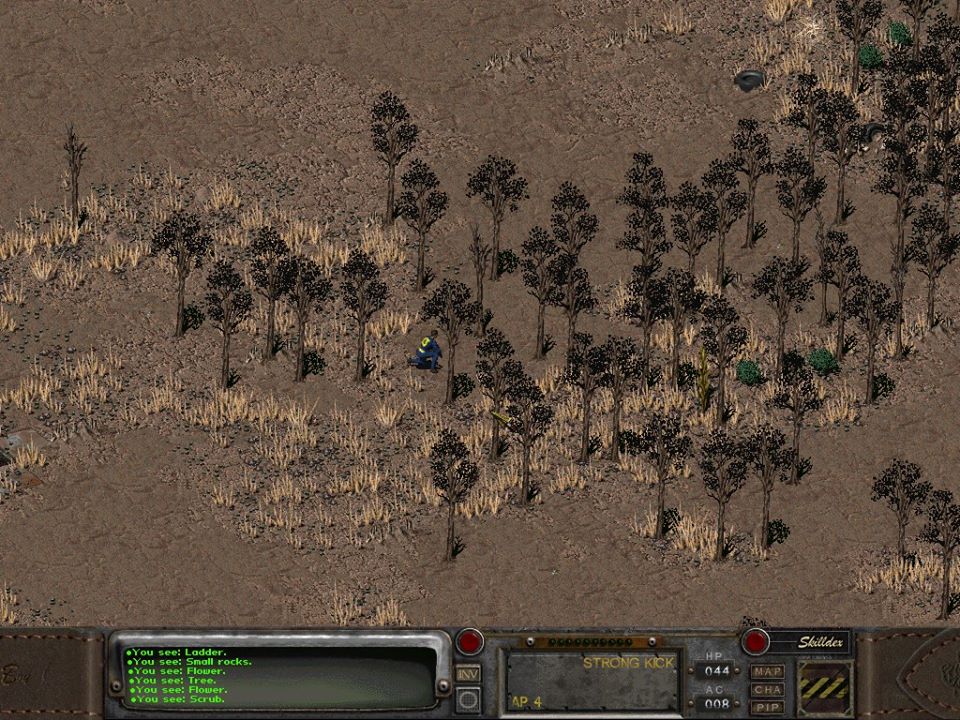 You see: Ladder.
You see: Small rocks.
You see: Flower.
You see: Tree.
You see: Flower.
You see: Scrub.
INV
STRONG KICK
AP 4
HP
044
AC
008
Skilldex
MAP
CHA
PIP